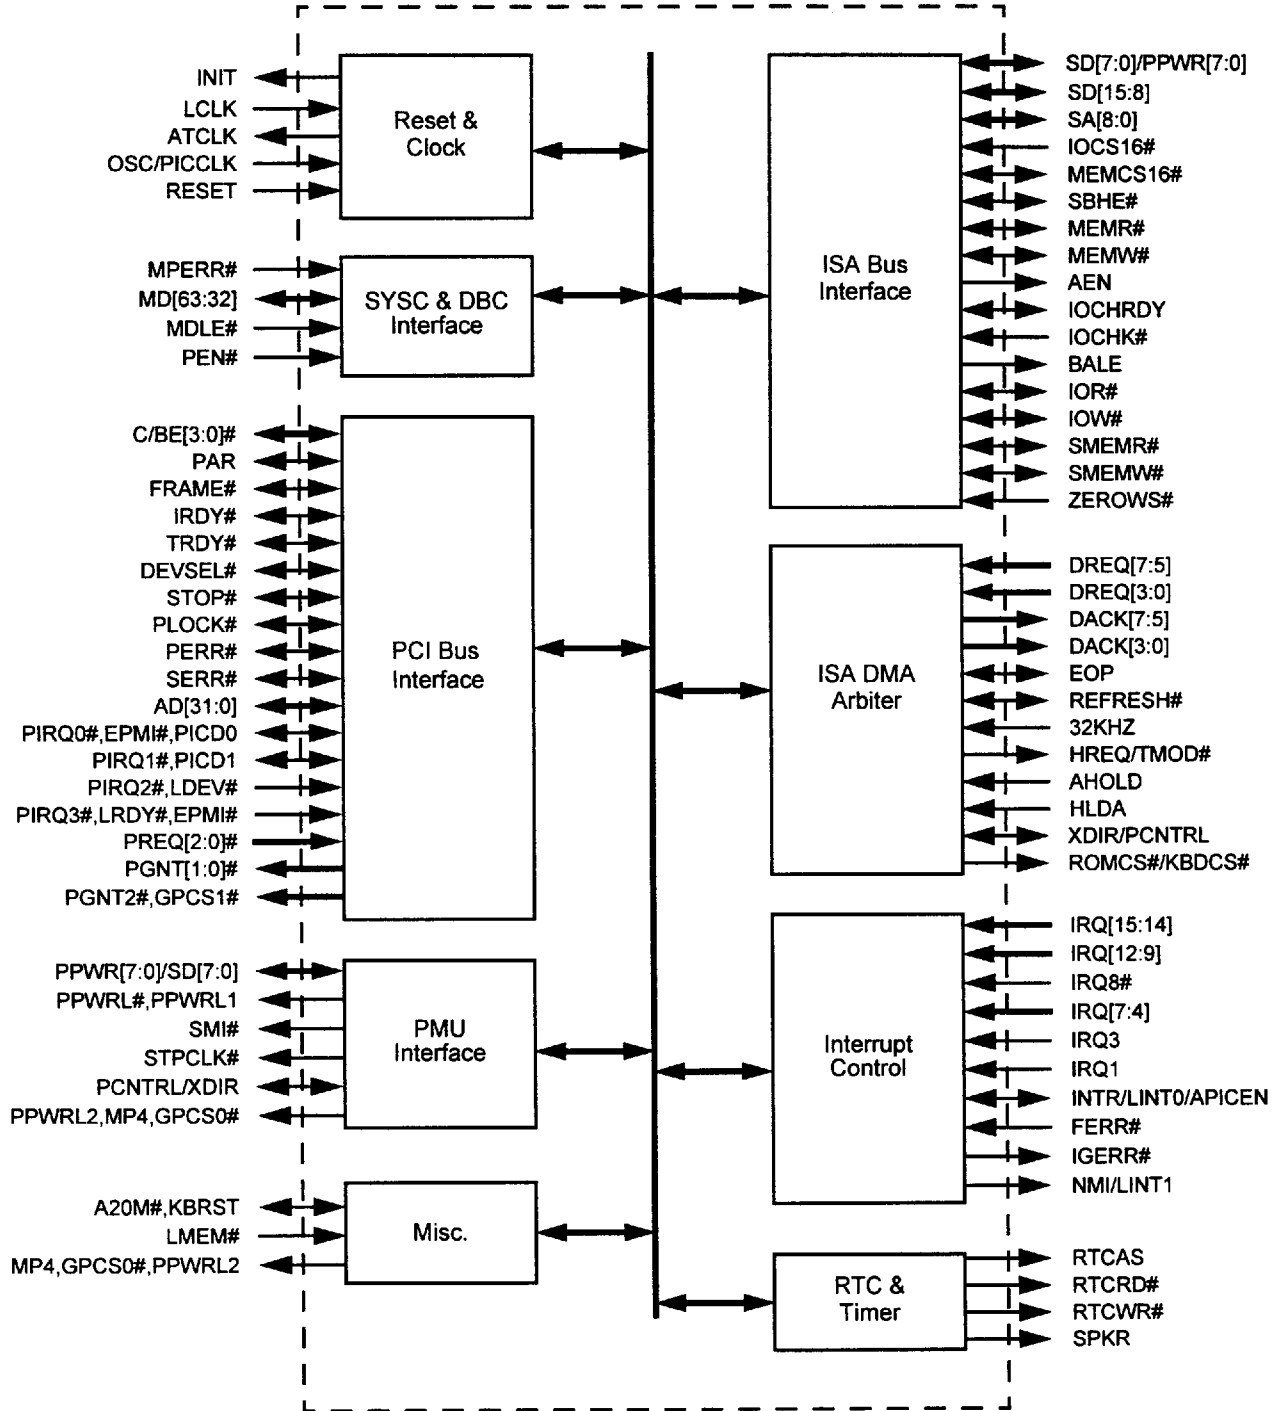 INIT
LCLK
ATCLK
OSC/PICCLK
RESET
Reset &
Clock
MPERR#
MD[63:32]
MDLE#
PEN#
SYSC & DBC
Interface
C/BE[3:0]#
PAR
FRAME#
IRDY#
TRDY#
DEVSEL#
STOP#
PLOCK#
PERR#
SERR#
AD[31:0]
PIRQ0#,EPMI#,PICD0
PIRQ1#,PICD1
PIRQ2#,LDEV#
PIRQ3#,LRDY#,EPMI#
PREQ[2:0]#
PGNT[1:0]#
PGNT2#,GPCS1#
PCI Bus
Interface
PPWR[7:0]/SD[7:0]
PPWRL#,PPWRL1
SMI#
STPCLK#
PCNTRL/XDIR
PPWRL2,MP4,GPCS0#
PMU
Interface
A20M#,KBRST
LMEM#
MP4,GPCS0#,PPWRL2
Misc.
ISA Bus
Interface
SD[7:0]/PPWR[7:0]
SD[15:8]
SA[8:0]
IOCS16#
MEMCS16#
SBHE#
MEMR#
MEMW#
AEN
IOCHRDY
IOCHK#
BALE
IOR#
IOW#
SMEMR#
SMEMW#
ZEROWS#
ISA DMA
Arbiter
DREQ[7:5]
DREQ[3:0]
DACK[7:5]
DACK[3:0]
EOP
REFRESH#
32KHZ
HREQ/TMOD#
AHOLD
HLDA
XDIR/PCNTRL
ROMCS#/KBDCS#
Interrupt
Control
IRQ[15:14]
IRQ[12:9]
IRQ8#
IRQ[7:4]
IRQ3
IRQ1
INTR/LINT0/APICEN
FERR#
IGERR#
NMI/LINT1
RTC &
Timer
RTCAS
RTCRD#
RTCWR#
SPKR